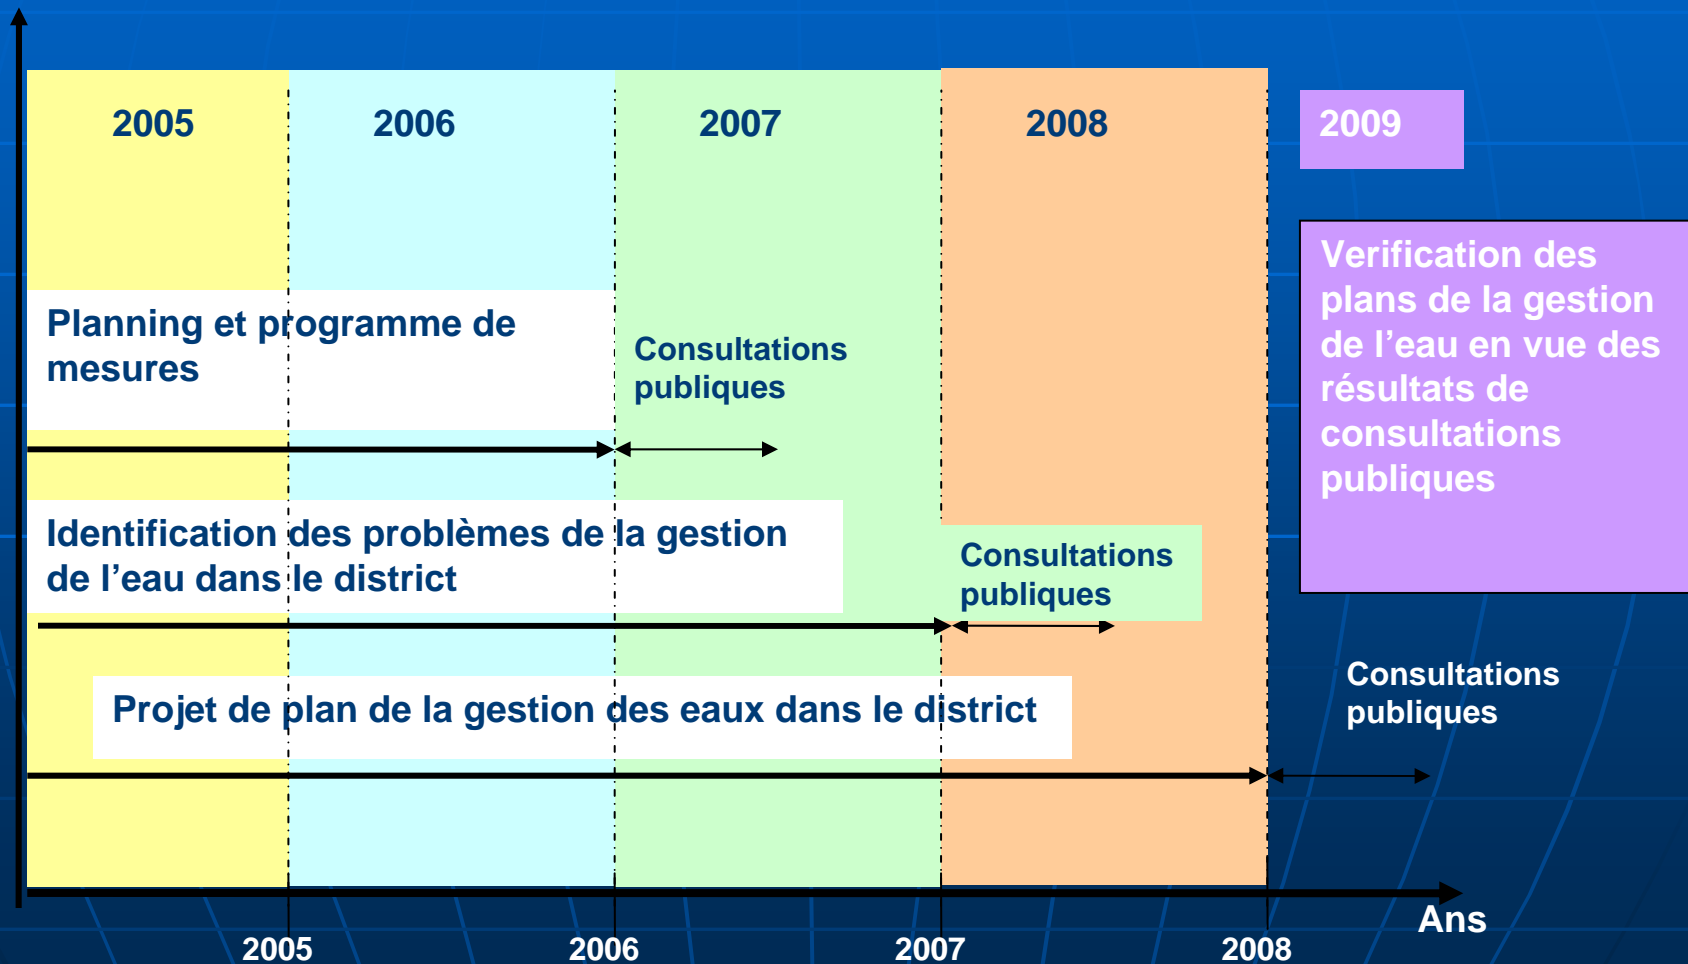 2005
2006
2007
2008
2009
Planning et programme de
mesures
Consultations
publiques
Verification des
plans de la gestion
de l’eau en vue des
résultats de
consultations
publiques
Identification des problèmes de la gestion
de l’eau dans le district
Consultations
publiques
Projet de plan de la gestion des eaux dans le district
Consultations
publiques
Ans
2005
2006
2007
2008